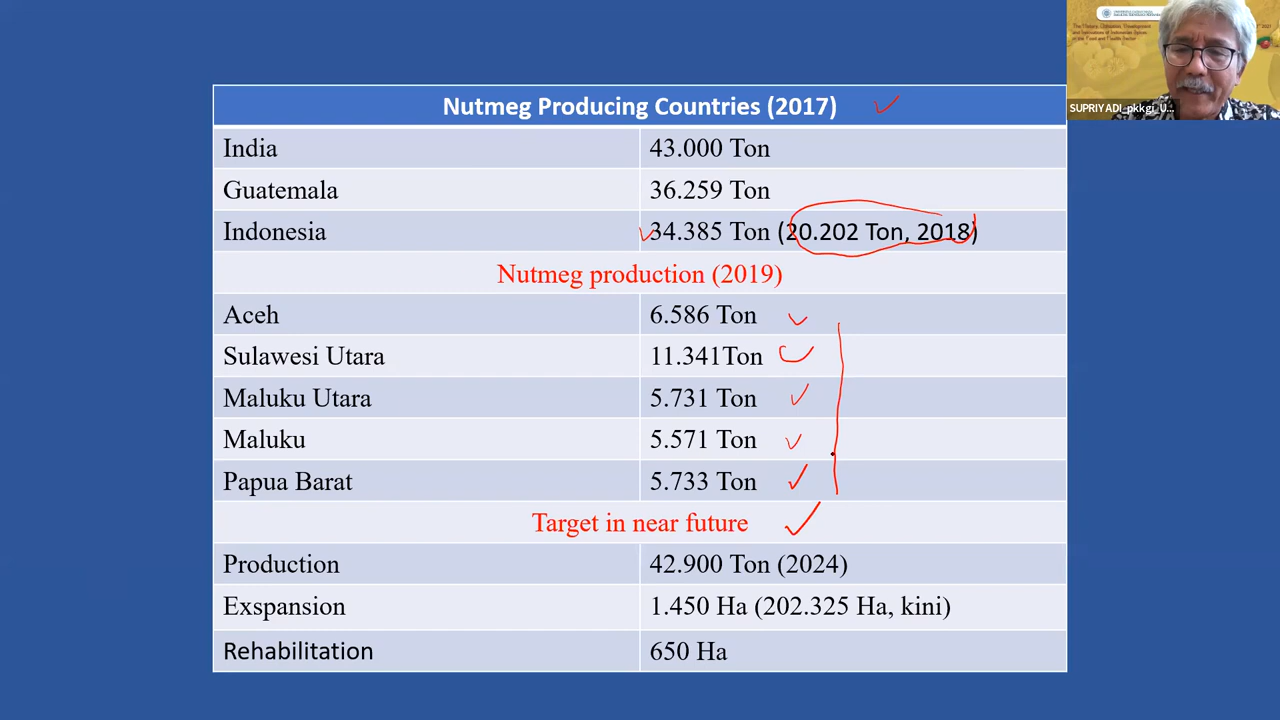 Nutmeg Producing Countries (2017)
India 43.000 Ton
Guatemala 36.259 Ton
Indonesia 34.385 Ton (20.202 Ton, 2018)
Nutmeg production (2019)
Aceh 6.586 Ton
Sulawesi Utara 11.341Ton
Maluku Utara 5.731 Ton
Maluku 5.571 Ton
Papua Barat 5.733 Ton
Target in near future
Production 42.900 Ton (2024)
Exspansion 1.450 Ha (202.325 Ha, kini)
Rehabilitation 650 Ha
SUPRIYADI_pkkgj_U...